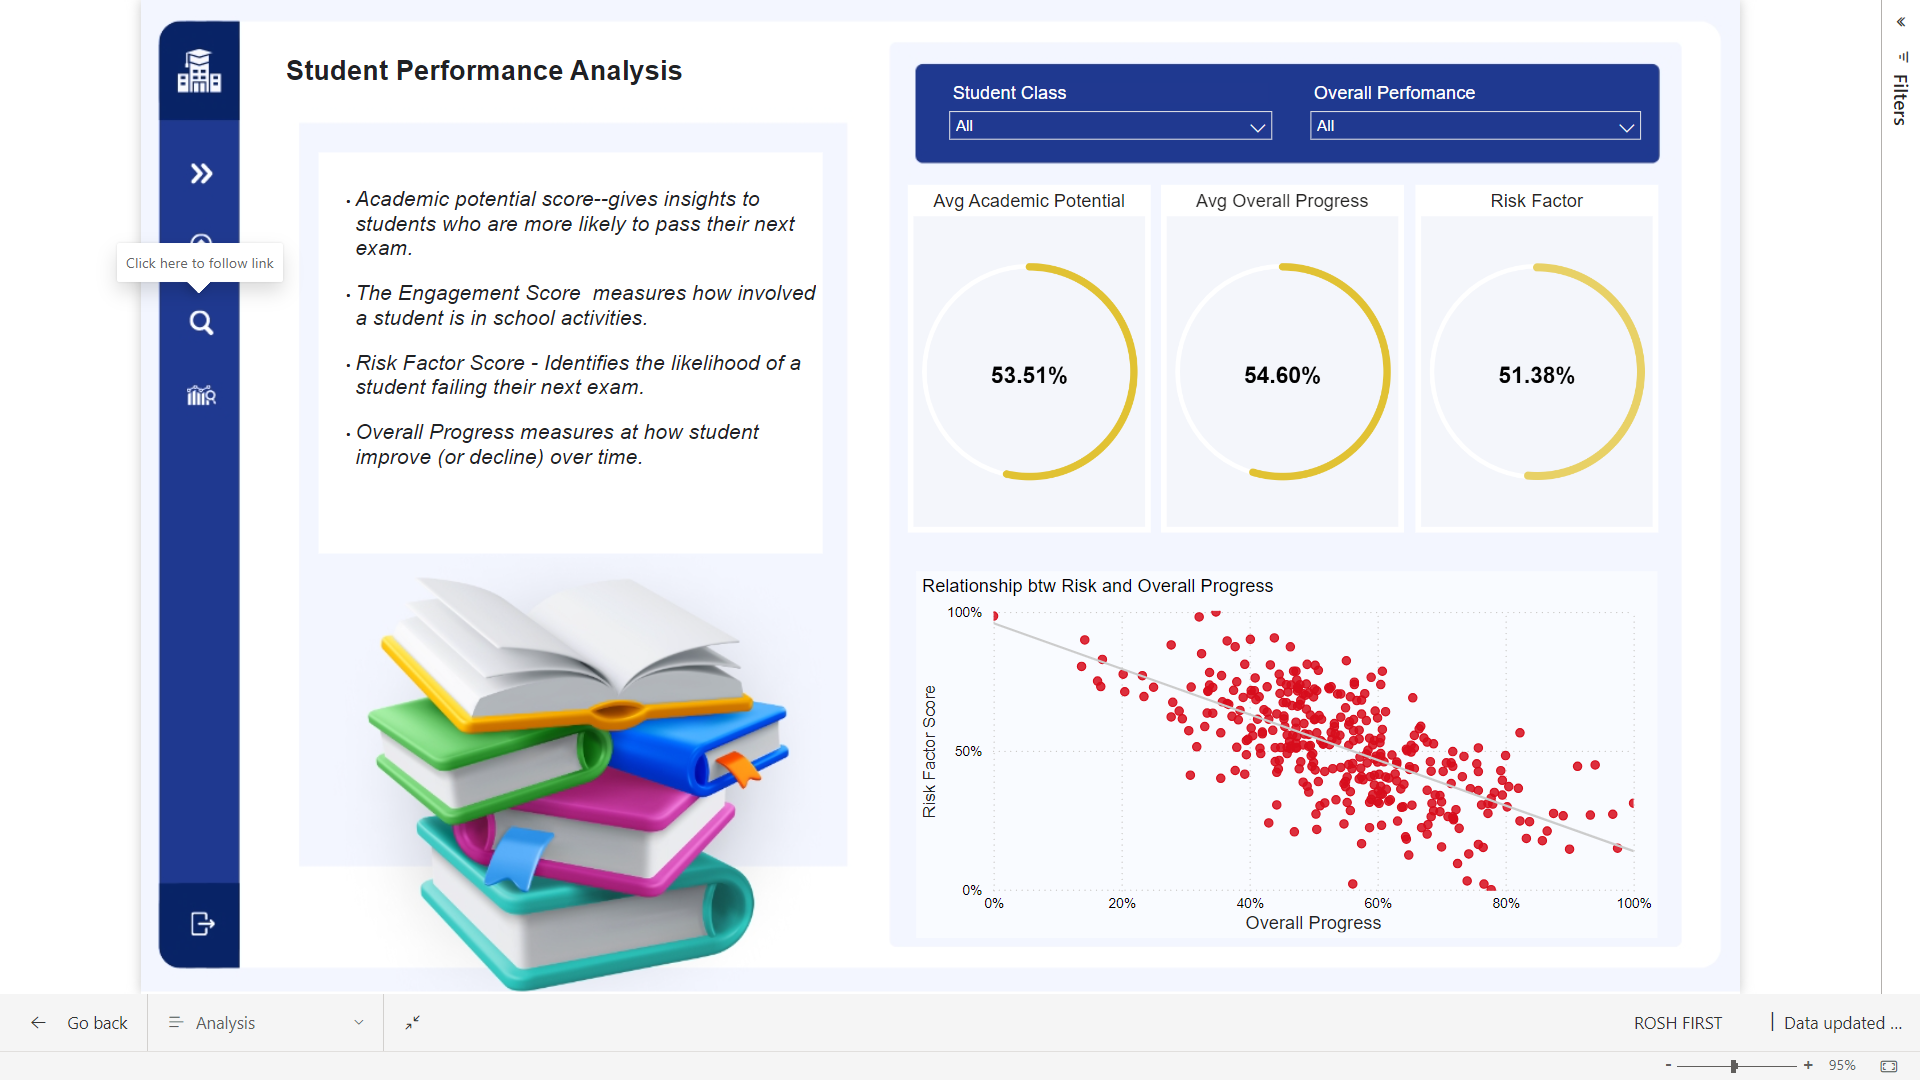 Student Performance Analysis
Click here to follow link
• Academic potential score--gives insights to
students who are more likely to pass their next
exam.
• The Engagement Score  measures how involved
a student is in school activities.
• Risk Factor Score - Identifies the likelihood of a
student failing their next exam.
• Overall Progress measures at how student
improve (or decline) over time.
Student Class
All
Overall Perfomance
All
Avg Academic Potential
53.51%
Avg Overall Progress
54.60%
Risk Factor
51.38%
Relationship btw Risk and Overall Progress
Risk Factor Score
100%
50%
0%
0%
20%
40%
60%
80%
100%
Overall Progress
Filters
Go back
Analysis
ROSH FIRST
Data updated ...
95%